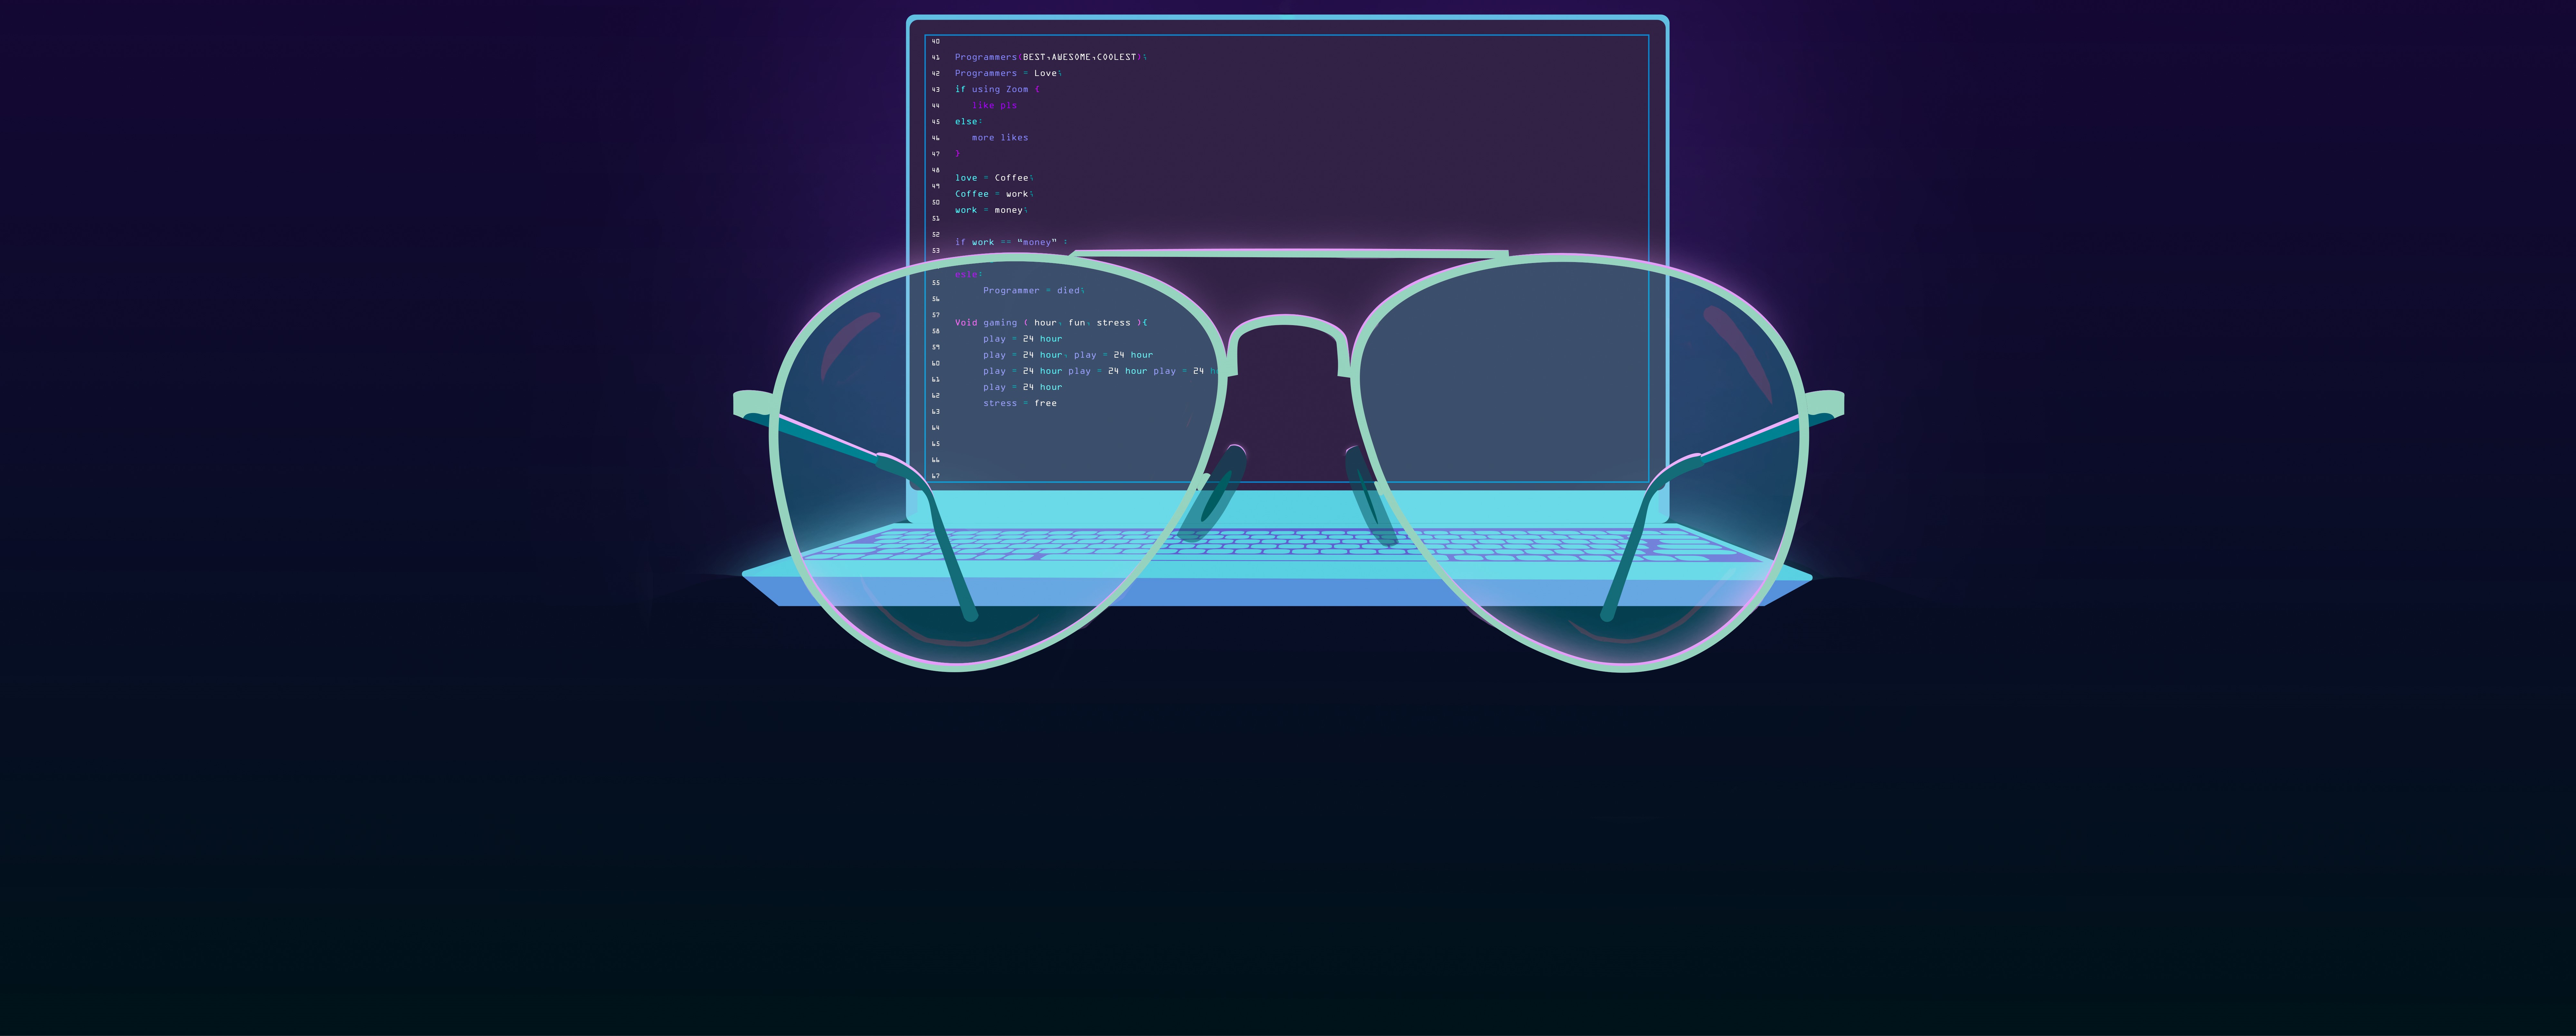 40
41 Programmers(BEST,AWESOME,COOLEST);
42 Programmers = Love;
43 if using Zoom {
44 like pls
45 else:
46 more likes
47 }
48
love = Coffee;
49
Coffee = work;
50
work = money;
51
52
if work == "money" :
53
else:
55
Programmer = died;
56
57
Void gaming ( hour, fun, stress ){
58
play = 24 hour
59
play = 24 hour, play = 24 hour
60
play = 24 hour play = 24 hour play = 24
61
play = 24 hour
62
stress = free
63
64
65
66
67